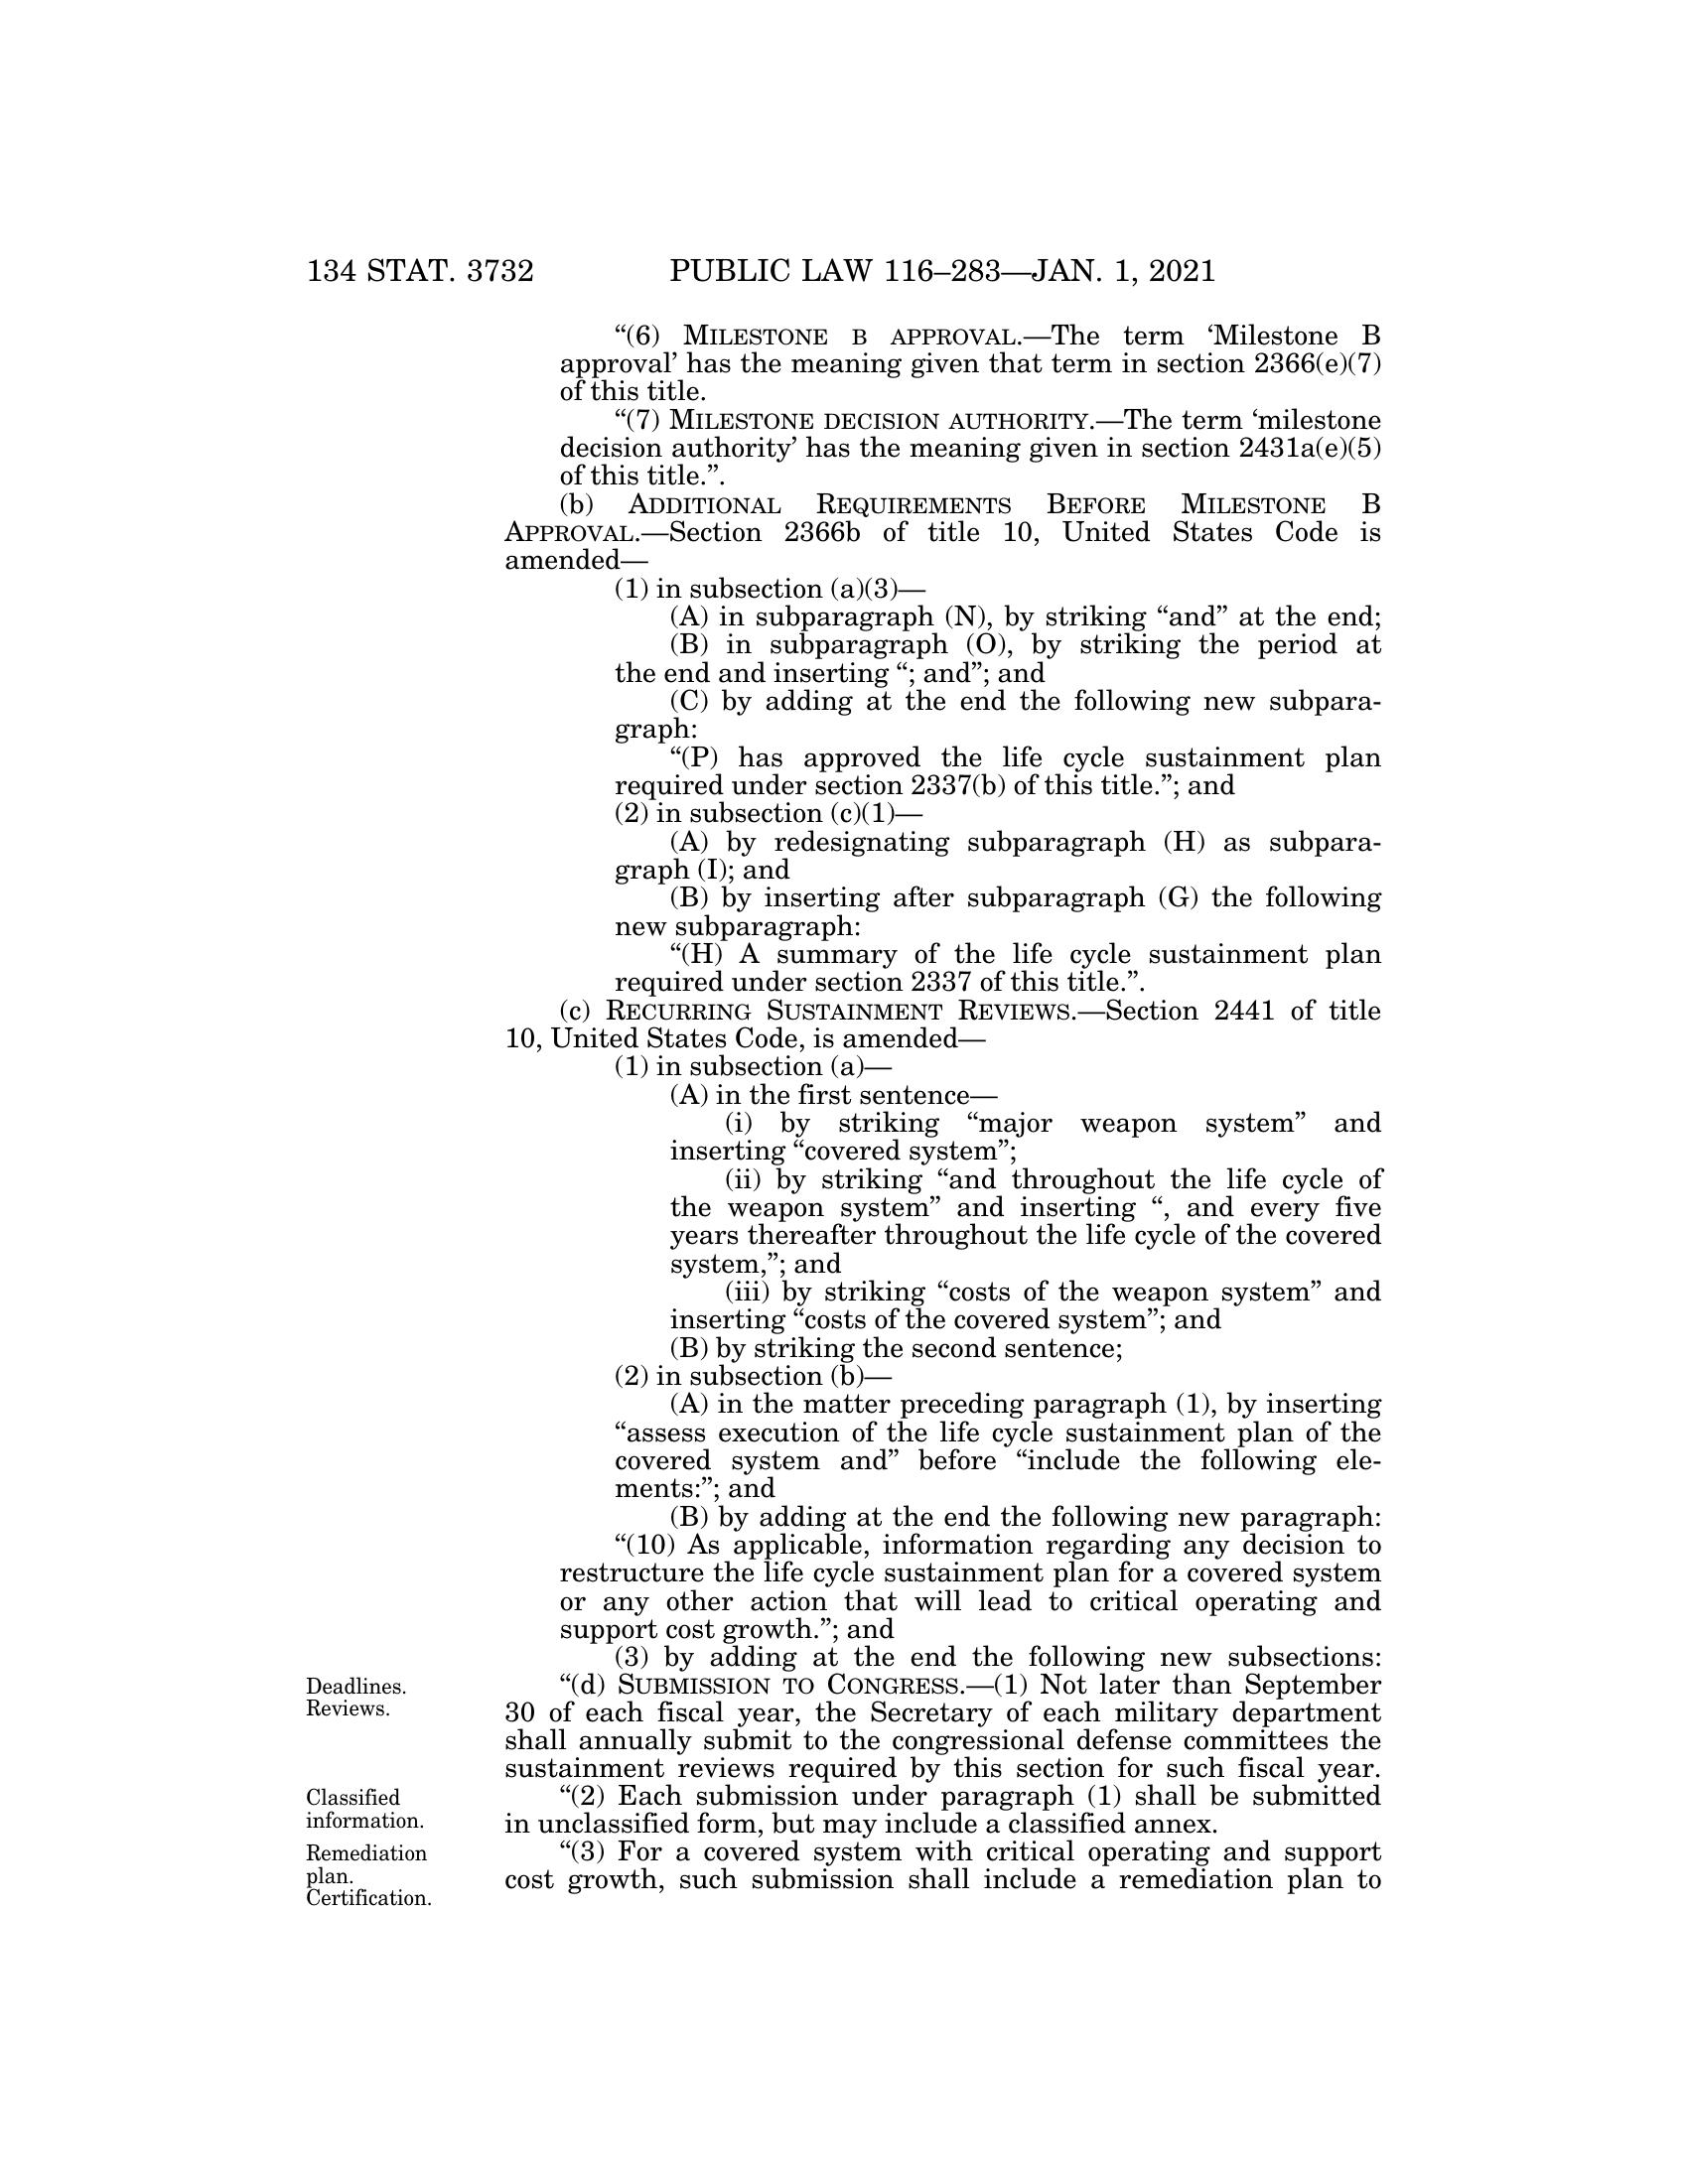 134 STAT. 3732 PUBLIC LAW 116–283—JAN. 1, 2021
“(6) MILESTONE B APPROVAL.—The term ‘Milestone B
approval’ has the meaning given that term in section 2366(e)(7)
of this title.
“(7) MILESTONE DECISION AUTHORITY.—The term ‘milestone
decision authority’ has the meaning given in section 2431a(e)(5)
of this title.”.
(b) ADDITIONAL REQUIREMENTS BEFORE MILESTONE B
APPROVAL.—Section 2366b of title 10, United States Code is
amended—
(1) in subsection (a)(3)—
(A) in subparagraph (N), by striking “and” at the end;
(B) in subparagraph (O), by striking the period at
the end and inserting “; and”; and
(C) by adding at the end the following new subpara-
graph:
“(P) has approved the life cycle sustainment plan
required under section 2337(b) of this title.”; and
(2) in subsection (c)(1)—
(A) by redesignating subparagraph (H) as subpara-
graph (I); and
(B) by inserting after subparagraph (G) the following
new subparagraph:
“(H) A summary of the life cycle sustainment plan
required under section 2337 of this title.”.
(c) RECURRING SUSTAINMENT REVIEWS.—Section 2441 of title
10, United States Code, is amended—
(1) in subsection (a)—
(A) in the first sentence—
(i) by striking “major weapon system” and
inserting “covered system”;
(ii) by striking “and throughout the life cycle of
the weapon system” and inserting “, and every five
years thereafter throughout the life cycle of the covered
system,”; and
(iii) by striking “costs of the weapon system” and
inserting “costs of the covered system”; and
(B) by striking the second sentence;
(2) in subsection (b)—
(A) in the matter preceding paragraph (1), by inserting
“assess execution of the life cycle sustainment plan of the
covered system and” before “include the following ele-
ments:”; and
(B) by adding at the end the following new paragraph:
“(10) As applicable, information regarding any decision to
restructure the life cycle sustainment plan for a covered system
or any other action that will lead to critical operating and
support cost growth.”; and
(3) by adding at the end the following new subsections:
“(d) SUBMISSION TO CONGRESS.—(1) Not later than September
30 of each fiscal year, the Secretary of each military department
shall annually submit to the congressional defense committees the
sustainment reviews required by this section for such fiscal year.
“(2) Each submission under paragraph (1) shall be submitted
in unclassified form, but may include a classified annex.
“(3) For a covered system with critical operating and support
cost growth, such submission shall include a remediation plan to
Deadlines.
Reviews.
Classified
information.
Remediation
plan.
Certification.